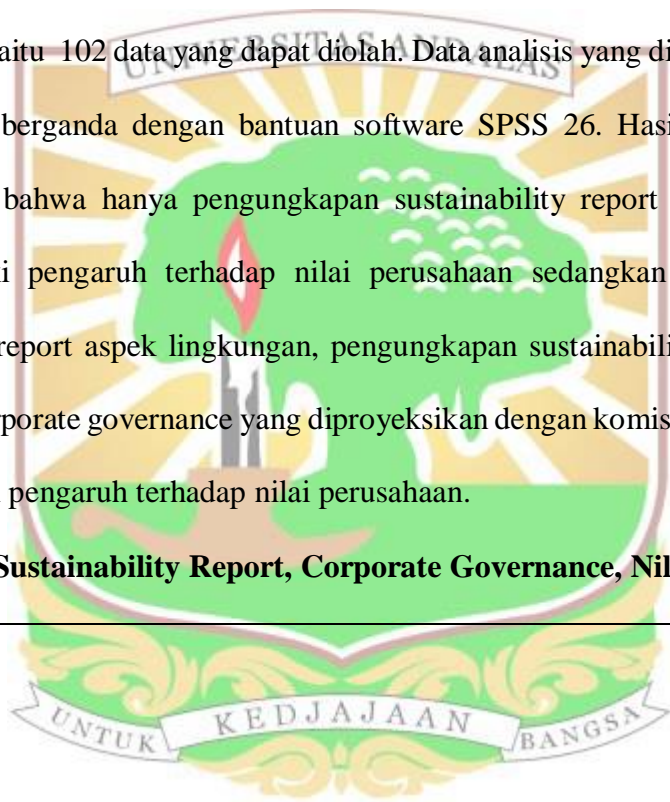 aitu 102 data yang dapat diolah. Data analisis yang di
berganda dengan bantuan software SPSS 26. Hasi
bahwa hanya pengungkapan sustainability report
i pengaruh terhadap nilai perusahaan sedangkan
report aspek lingkungan, pengungkapan sustainabili
rporate governance yang diproyeksikan dengan komis
pengaruh terhadap nilai perusahaan.
Sustainability Report, Corporate Governance, Nil
UNIVERSITAS ANDALAS
UNTUK KEDJAJAAN BANGSA